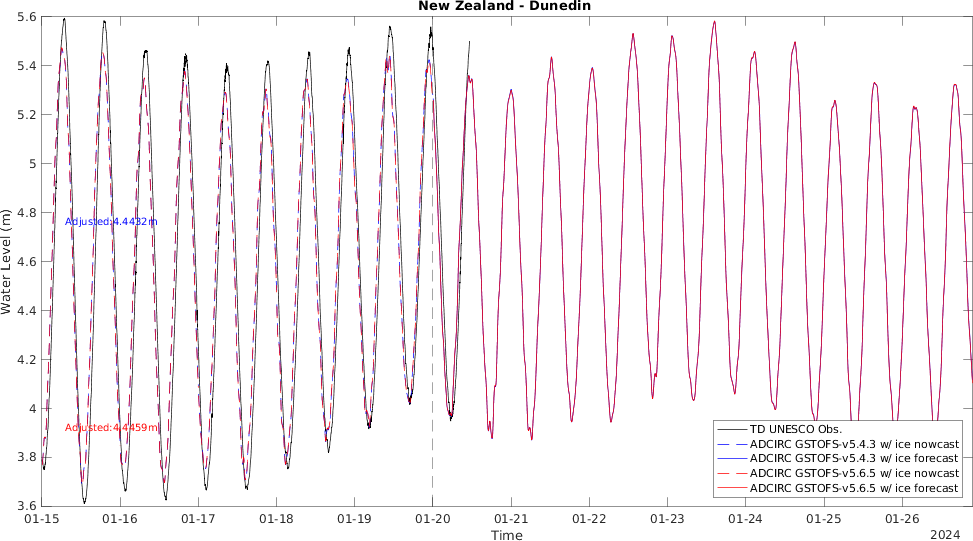 New Zealand - Dunedin
Water Level (m)
5.6
5.4
5.2
5
4.8
4.6
4.4
4.2
4
3.8
3.6
Adjusted:4.4432m
Adjusted:4.4459m
TD UNESCO Obs.
ADCIRC GSTOFS-v5.4.3 w/ ice nowcast
ADCIRC GSTOFS-v5.4.3 w/ ice forecast
ADCIRC GSTOFS-v5.6.5 w/ ice nowcast
ADCIRC GSTOFS-v5.6.5 w/ ice forecast
01-15 01-16 01-17 01-18 01-19 01-20 01-21 01-22 01-23 01-24 01-25 01-26
Time
2024